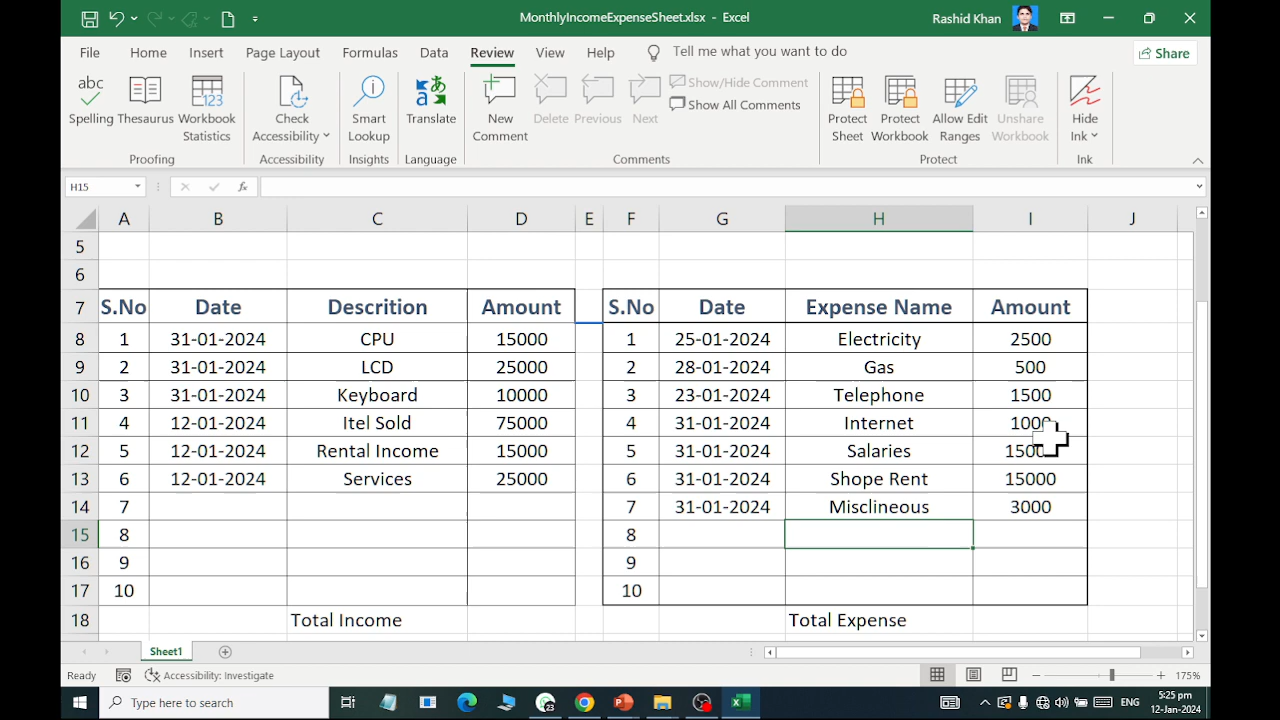 MonthlyIncomeExpenseSheet.xlsx - Excel
Rashid Khan
File Home Insert Page Layout Formulas Data Review View Help Tell me what you want to do Share
abc
Spelling Thesaurus Workbook Statistics
Check Accessibility
Smart Lookup
Translate
New Comment
Delete Previous Next
Show/Hide Comment
Show All Comments
Protect Sheet
Protect Workbook
Allow Edit Ranges
Unshare Workbook
Hide Ink
Proofing Accessibility Insights Language Comments Protect Ink
H15 fx
A B C D E F G H I J
5
6
7 S.No Date Descrition Amount S.No Date Expense Name Amount
8 1 31-01-2024 CPU 15000 1 25-01-2024 Electricity 2500
9 2 31-01-2024 LCD 25000 2 28-01-2024 Gas 500
10 3 31-01-2024 Keyboard 10000 3 23-01-2024 Telephone 1500
11 4 12-01-2024 Itel Sold 75000 4 31-01-2024 Internet
12 5 12-01-2024 Rental Income 15000 5 31-01-2024 Salaries
13 6 12-01-2024 Services 25000 6 31-01-2024 Shope Rent 15000
14 7 7 31-01-2024 Misclineous 3000
15 8 8
16 9 9
17 10 10
18 Total Income Total Expense
Sheet1
Ready Accessibility: Investigate 175%
Type here to search
ENG
5:25 pm
12-Jan-2024